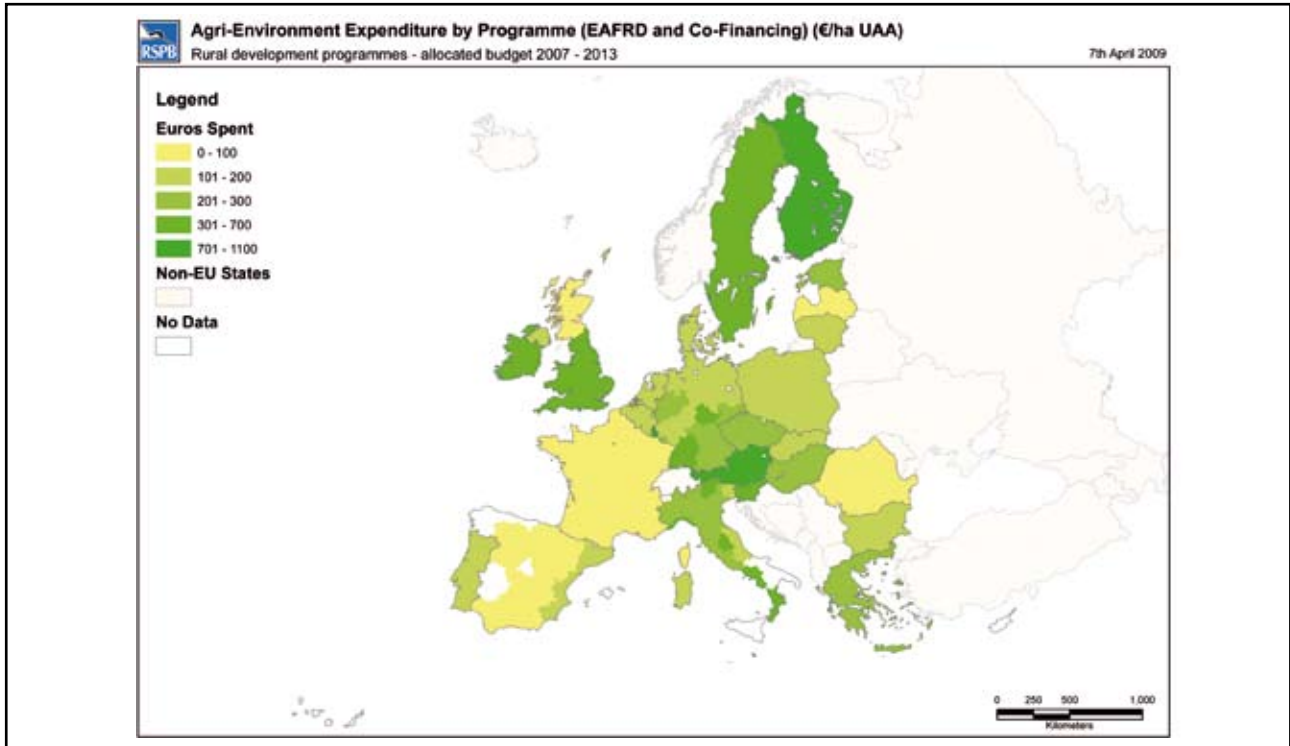 RSPB
Agri-Environment Expenditure by Programme (EAFRD and Co-Financing) (€/ha UAA)
Rural development programmes - allocated budget 2007 - 2013
7th April 2009
Legend
Euros Spent
0 - 100
101 - 200
201 - 300
301 - 700
701 - 1100
Non-EU States
No Data
0 250 500 1,000
Kilometers